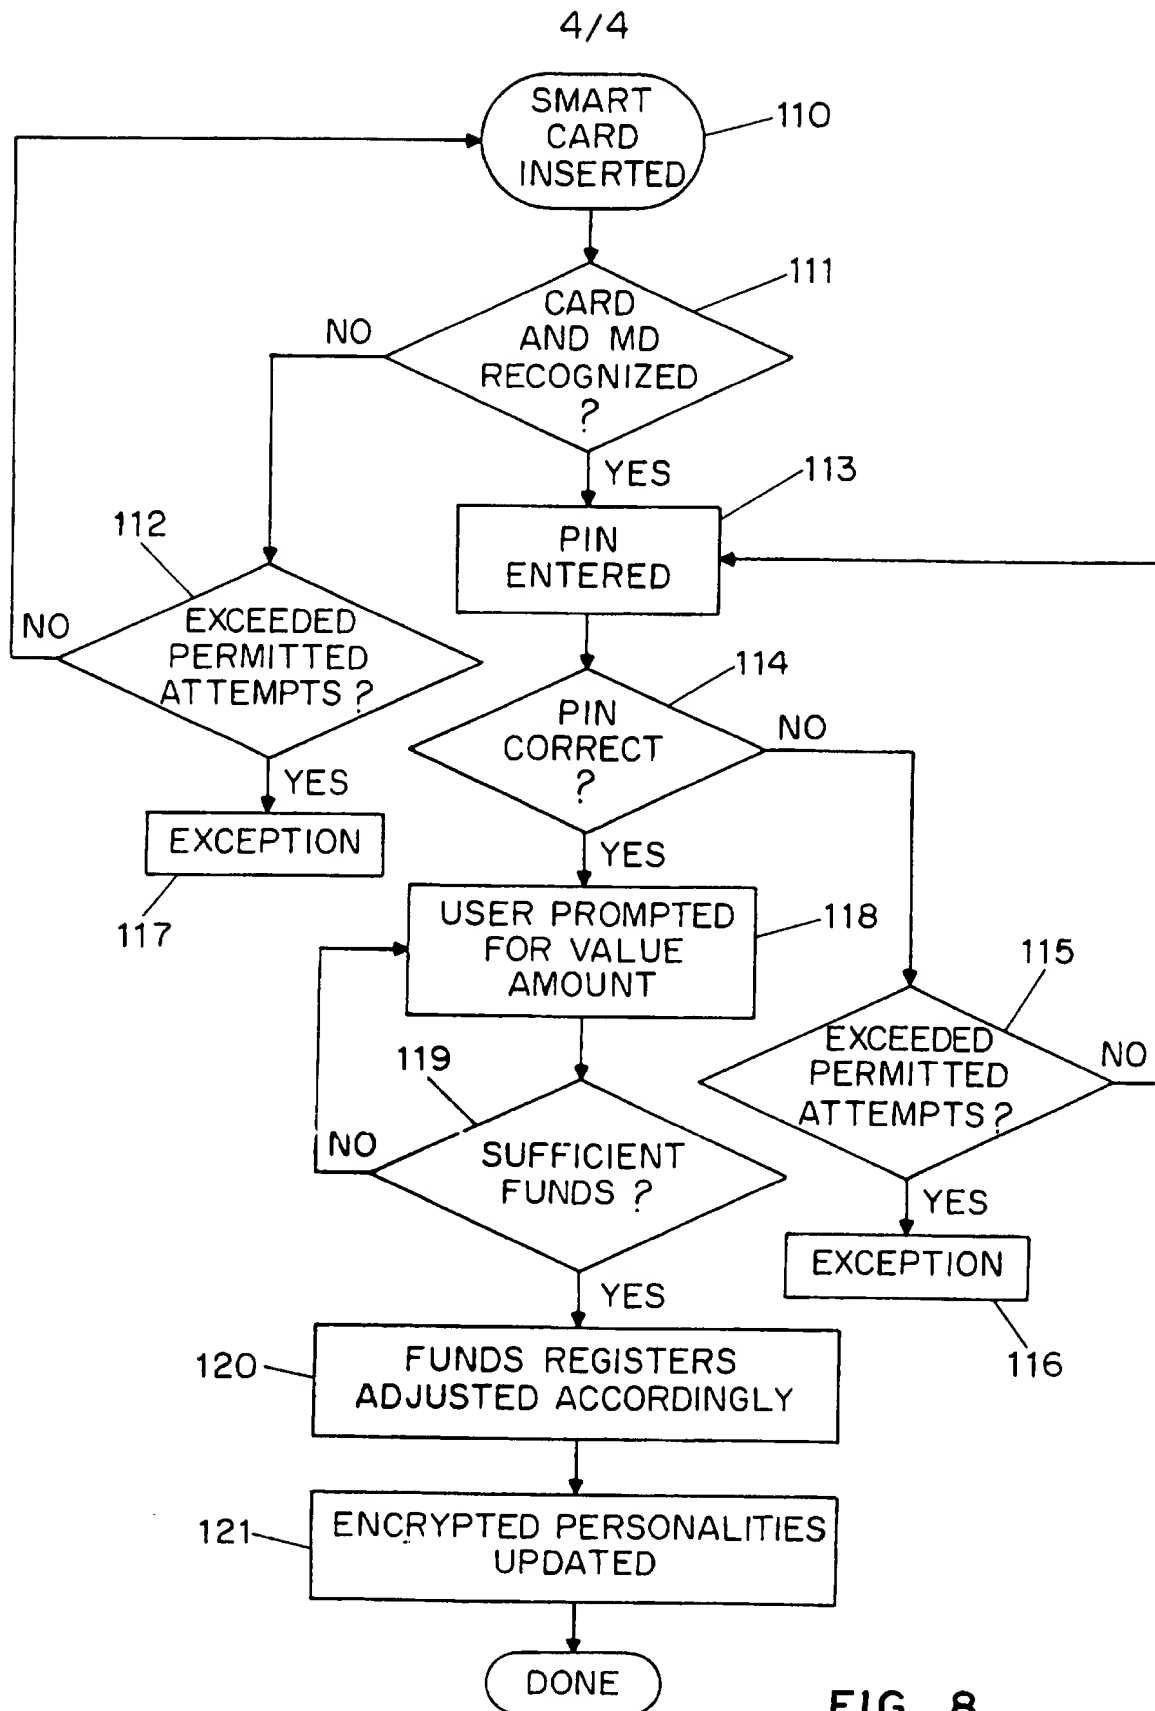 4/4
SMART
CARD
INSERTED
110
111
CARD
AND MD
RECOGNIZED
?
NO
YES
113
PIN
ENTERED
112
EXCEEDED
PERMITTED
ATTEMPTS ?
NO
YES
EXCEPTION
117
114
PIN
CORRECT
?
NO
YES
USER PROMPTED
FOR VALUE
AMOUNT
118
115
EXCEEDED
PERMITTED
ATTEMPTS ?
NO
YES
EXCEPTION
116
119
SUFFICIENT
FUNDS ?
NO
YES
120
FUNDS REGISTERS
ADJUSTED ACCORDINGLY
121
ENCRYPTED PERSONALITIES
UPDATED
DONE
FIG. 8